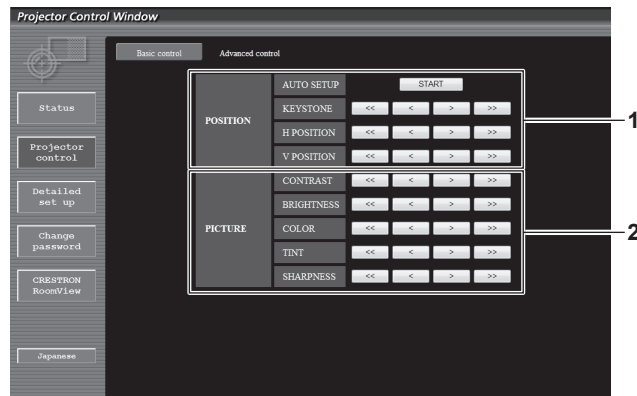 Projector Control Window
Basic control Advanced control
Status
Projector
control
Detailed
set up
Change
password
CRESTRON
RoomView
Japanese
POSITION
AUTO SETUP START
KEYSTONE << < > >>
H POSITION << < > >>
V POSITION << < > >>
1
PICTURE
CONTRAST << < > >>
BRIGHTNESS << < > >>
COLOR << < > >>
TINT << < > >>
SHARPNESS << < > >>
2